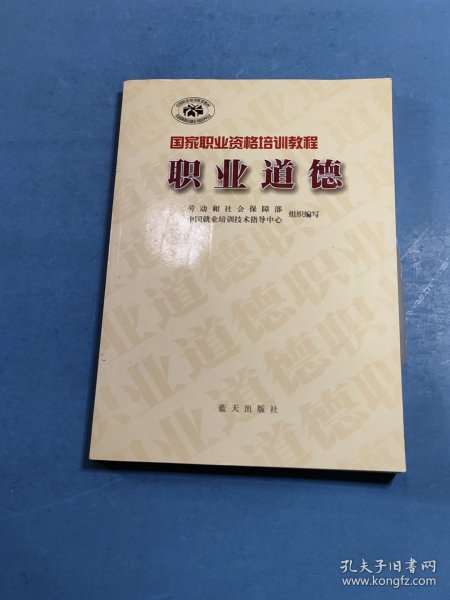 国家职业资格培训教程
职业道德
劳动和社会保障部
中国就业培训技术指导中心 组织编写
职业道德职业
业道德职业
蓝天出版社
孔夫子旧书网
www.kongfz.com